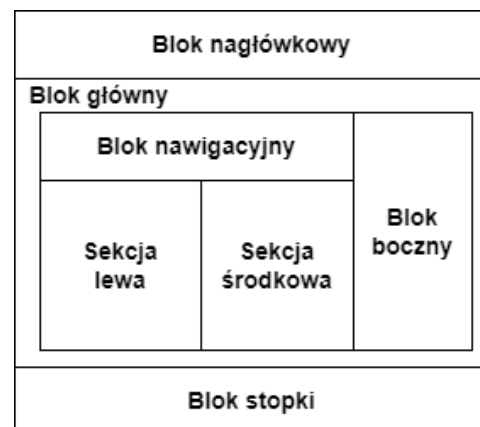 Blok nagłówkowy
Blok główny
Blok nawigacyjny
Sekcja
lewa
Sekcja
środkowa
Blok
boczny
Blok stopki